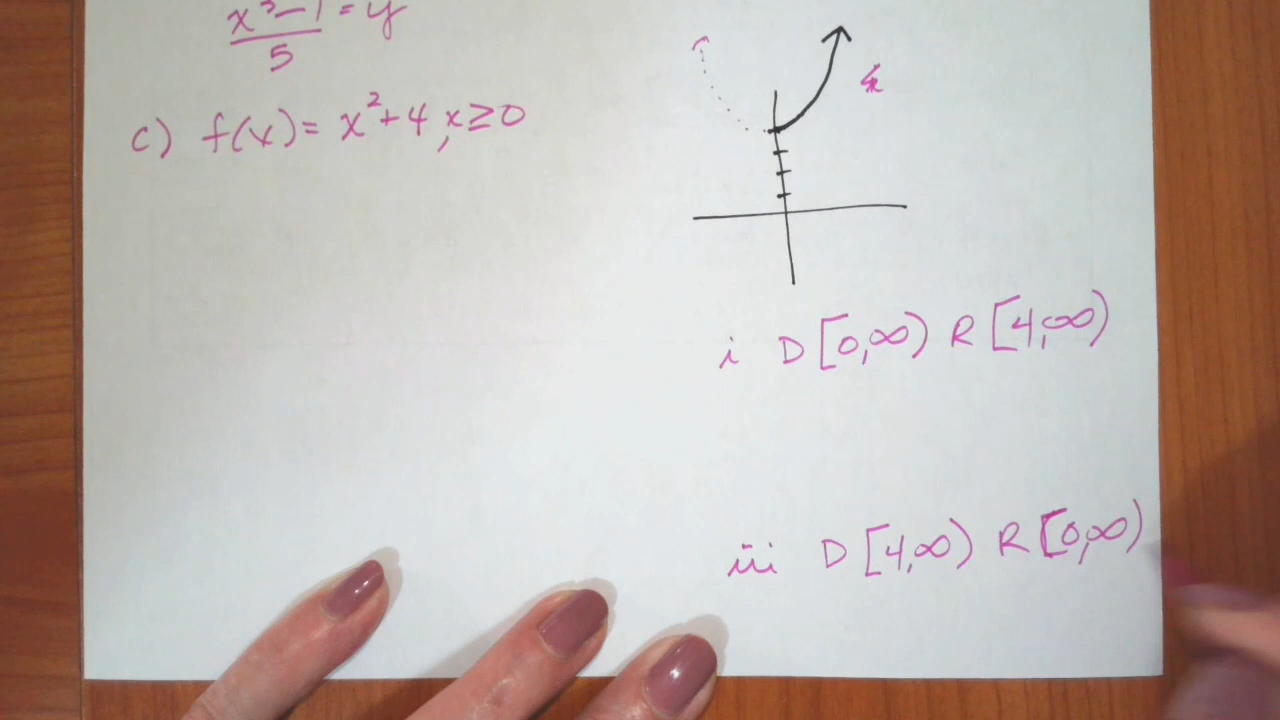 x³-1 = y
5
c) f(x) = x²+4, x≥0
i D [0,∞) R [4,∞)
iii D [4,∞) R [0,∞)